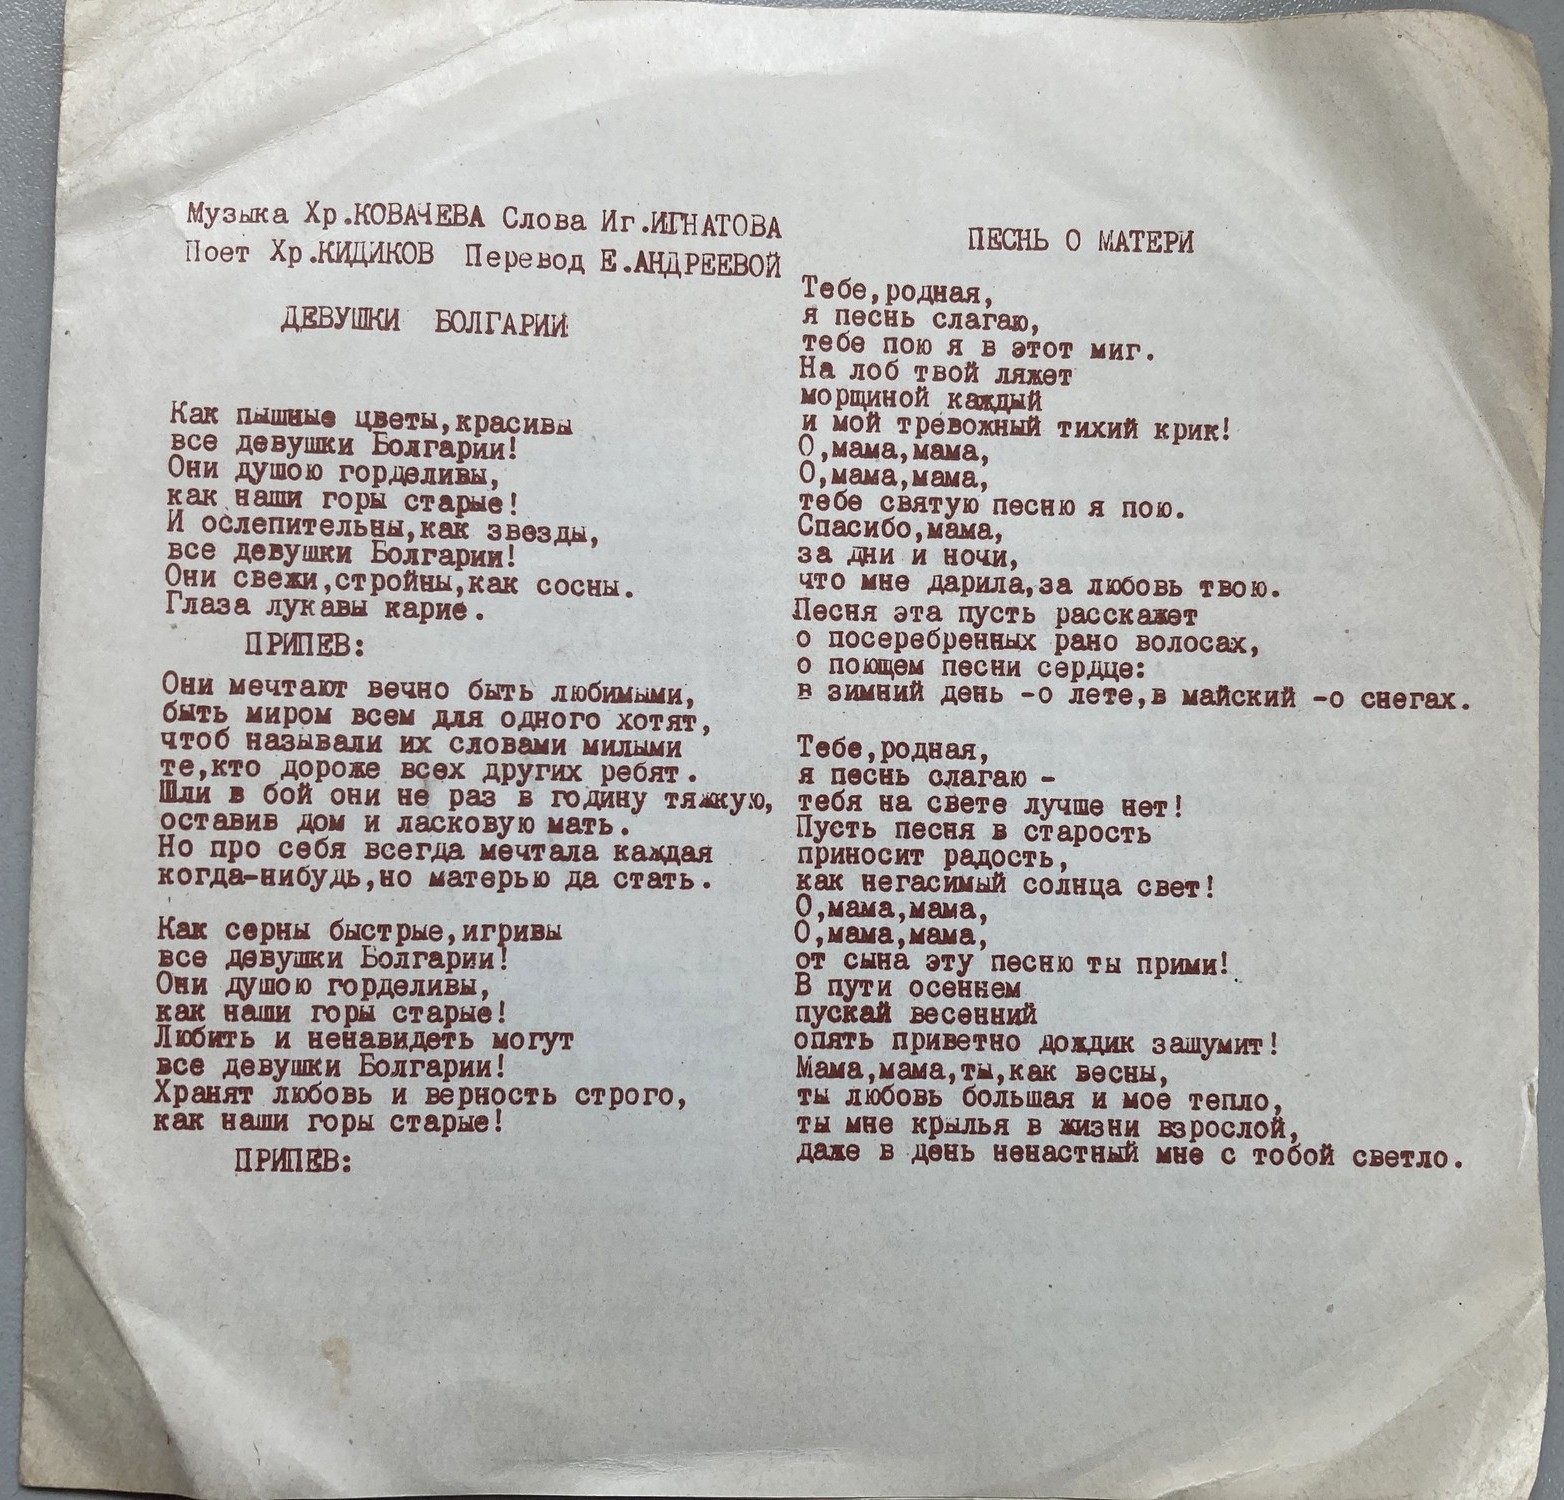 Музыка Хр.КОВАЧЕВА Слова Иг.ИГНАТОВА
Поет Хр.КИДИКОВ Перевод Е.АНДРЕЕВОЙ
ДЕВУШКИ БОЛГАРИИ
Как пышные цветы,красивы
все девушки Болгарии!
Они душою горделивы,
как наши горы старые!
И ослепительны,как звезды,
все девушки Болгарии!
Они свежи,стройны,как сосны.
Глаза лукавы карие.
ПРИПЕВ:
Они мечтают вечно быть любимыми,
быть миром всем для одного хотят,
чтоб называли их словами милыми
те,кто дороже всех других ребят.
Шли в бой они не раз в годину тяжкую,
оставив дом и ласковую мать.
Но про себя всегда мечтала каждая
когда-нибудь,но матерью да стать.
Как серны быстрые,игривы
все девушки Болгарии!
Они душою горделивы,
как наши горы старые!
Любить и ненавидеть могут
все девушки Болгарии!
Хранят любовь и верность строго,
как наши горы старые!
ПРИПЕВ:
ПЕСНЬ О МАТЕРИ
Тебе,родная,
я песнь слагаю,
тебе пою я в этот миг.
На лоб твой ляжет
морщиной каждый
и мой тревожный тихий крик!
О,мама,мама,
О,мама,мама,
тебе святую песню я пою.
Спасибо,мама,
за дни и ночи,
что мне дарила,за любовь твою.
Песня эта пусть расскажет
о посеребренных рано волосах,
о поющем песни сердце:
в зимний день -о лете,в майский -о снегах.
Тебе,родная,
я песнь слагаю -
тебя на свете лучше нет!
Пусть песня в старость
приносит радость,
как негасимый солнца свет!
О,мама,мама,
О,мама,мама,
от сына эту песню ты прими!
В пути осеннем
пускай весенний
опять приветно дождик зашумит!
Мама,мама,ты,как весны,
ты любовь большая и мое тепло,
ты мне крылья в жизни взрослой,
даже в день ненастный мне с тобой светло.